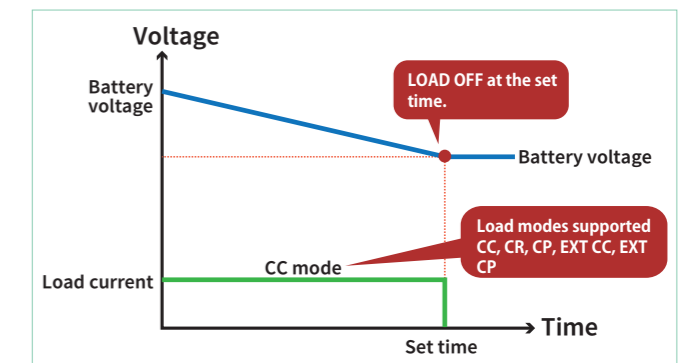 Voltage
Battery
voltage
LOAD OFF at the set
time.
Battery voltage
Load modes supported
CC, CR, CP, EXT CC, EXT
CP
CC mode
Load current
Time
Set time